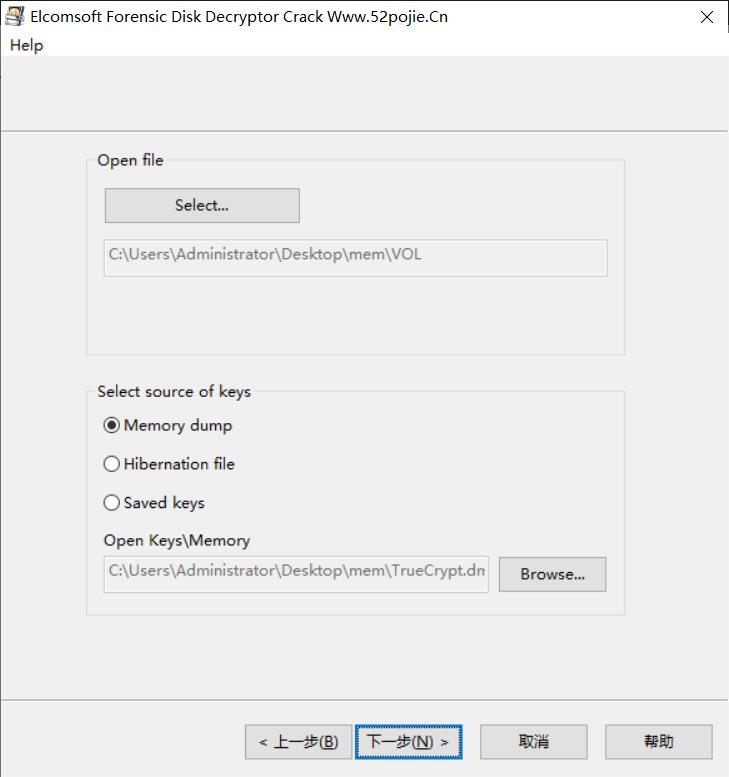 Elcomsoft Forensic Disk Decryptor Crack Www.52pojie.Cn
Help
Open file
Select...
C:\Users\Administrator\Desktop\mem\VOL
Select source of keys
Memory dump
Hibernation file
Saved keys
Open Keys\Memory
C:\Users\Administrator\Desktop\mem\TrueCrypt.dm
Browse...
< 上一步(B) 下一步(N) > 取消 帮助